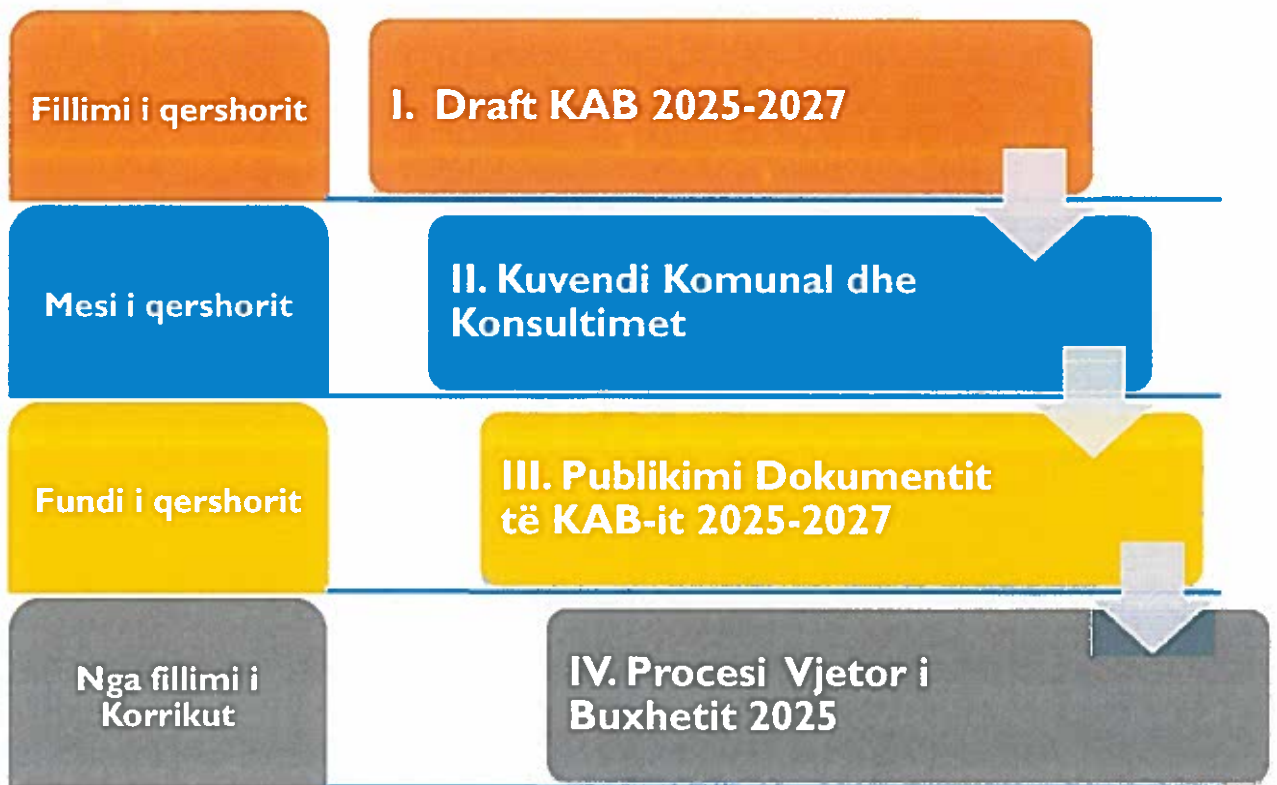 Fillimi i qershorit
I. Draft KAB 2025-2027
Mesi i qershorit
II. Kuvendi Komunal dhe
Konsultimet
Fundi i qershorit
III. Publikimi Dokumentit
të KAB-it 2025-2027
Nga fillimi i
Korrikut
IV. Procesi Vjetor i
Buxhetit 2025